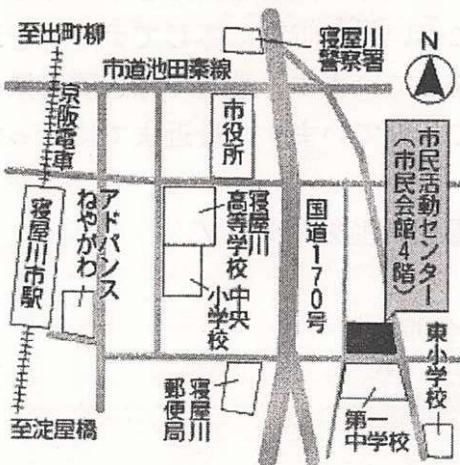 至出町柳
寝屋川
警察署
N
市道池田秦線
京阪電車
市役所
市民活動センター
(市民会館4階)
アドバンス
ねやがわ
寝屋川
高等学校
中央
小学校
国道170号
寝屋川市駅
東小学校
寝屋川
郵便局
第一
中学校
至淀屋橋